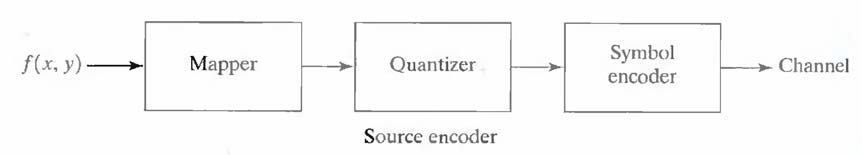 f(x, y)
Mapper
Quantizer
Symbol
encoder
Channel
Source encoder